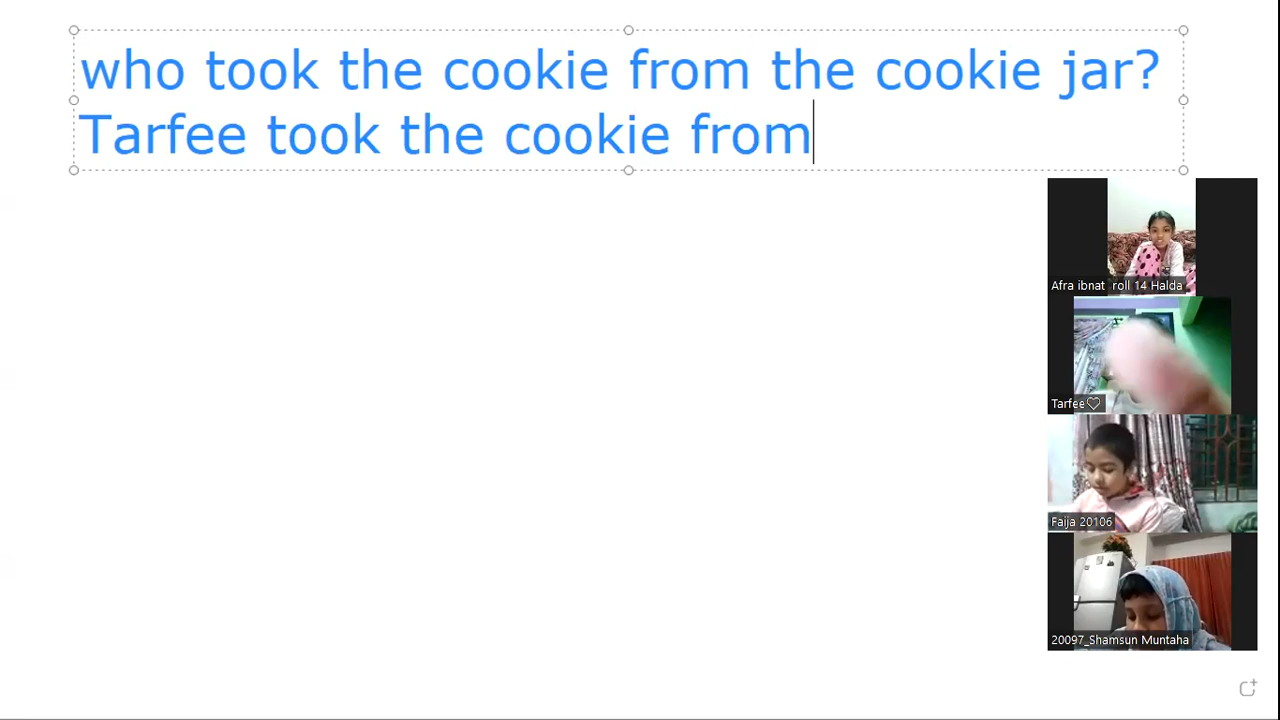 who took the cookie from the cookie jar?
Tarfee took the cookie from
Afra ibnat roll 14 Halda
Tarfee♡
Faija 20106
20097_Shamsun Muntaha